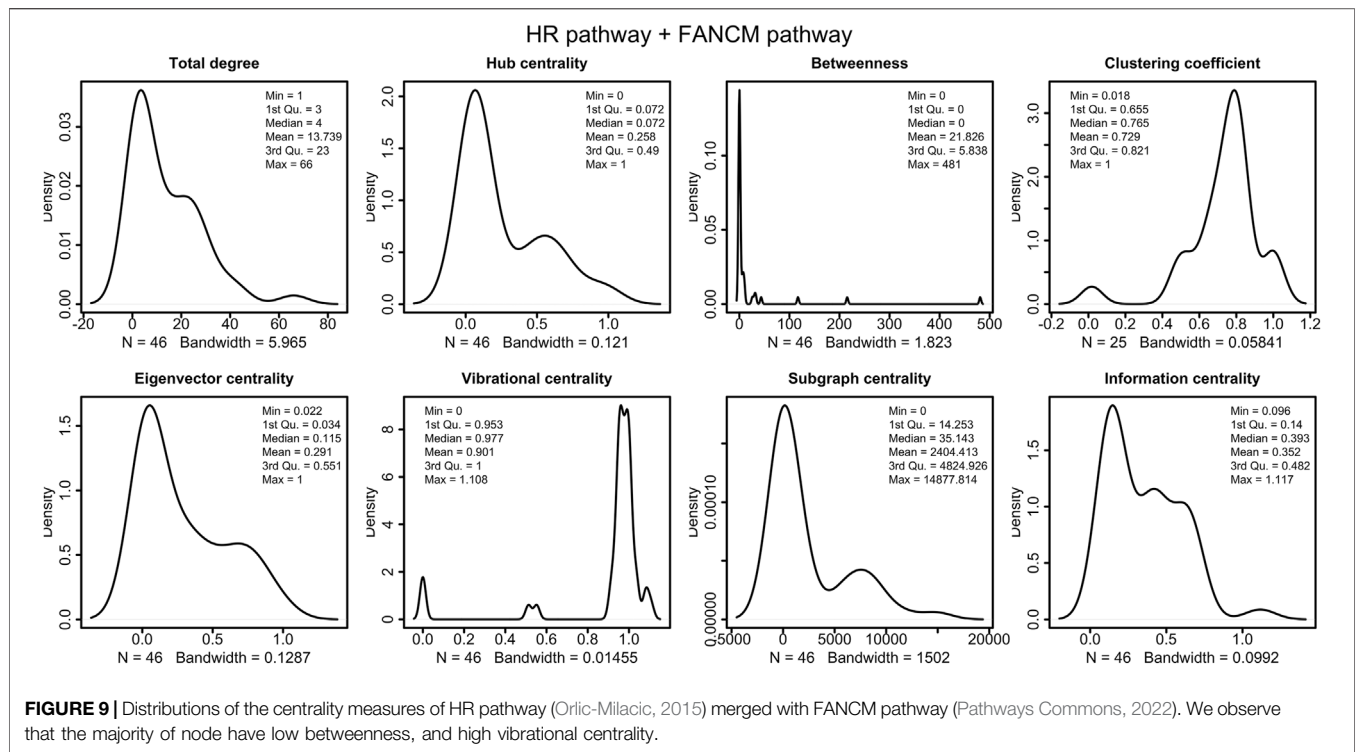 HR pathway + FANCM pathway
Total degree
Min = 1
1st Qu. = 3
Median = 4
Mean = 13.739
3rd Qu. = 23
Max = 66
Density
0.00 0.01 0.02 0.03
-20 0 20 40 60 80
N = 46 Bandwidth = 5.965
Hub centrality
Min = 0
1st Qu. = 0.072
Median = 0.072
Mean = 0.258
3rd Qu. = 0.49
Max = 1
Density
0.0 0.5 1.0 1.5 2.0
0.0 0.5 1.0
N = 46 Bandwidth = 0.121
Betweenness
Min = 0
1st Qu. = 0
Median = 0
Mean = 21.826
3rd Qu. = 5.838
Max = 481
Density
0.00 0.05 0.10
0 100 200 300 400 500
N = 46 Bandwidth = 1.823
Clustering coefficient
Min = 0.018
1st Qu. = 0.655
Median = 0.765
Mean = 0.729
3rd Qu. = 0.821
Max = 1
Density
0.0 1.0 2.0 3.0
-0.2 0.0 0.2 0.4 0.6 0.8 1.0 1.2
N = 25 Bandwidth = 0.05841
Eigenvector centrality
Min = 0.022
1st Qu. = 0.034
Median = 0.115
Mean = 0.291
3rd Qu. = 0.551
Max = 1
Density
0.0 0.5 1.0 1.5
0.0 0.5 1.0
N = 46 Bandwidth = 0.1287
Vibrational centrality
Min = 0
1st Qu. = 0.953
Median = 0.977
Mean = 0.901
3rd Qu. = 1
Max = 1.108
Density
0 2 4 6 8
0.0 0.2 0.4 0.6 0.8 1.0
N = 46 Bandwidth = 0.01455
Subgraph centrality
Min = 0
1st Qu. = 14.253
Median = 35.143
Mean = 2404.413
3rd Qu. = 4824.926
Max = 14877.814
Density
0.00000 0.00010
-5000 0 5000 10000 20000
N = 46 Bandwidth = 1502
Information centrality
Min = 0.096
1st Qu. = 0.14
Median = 0.393
Mean = 0.352
3rd Qu. = 0.482
Max = 1.117
Density
0.0 0.5 1.0 1.5
0.0 0.5 1.0
N = 46 Bandwidth = 0.0992
FIGURE 9 | Distributions of the centrality measures of HR pathway (Orlic-Milacic, 2015) merged with FANCM pathway (Pathways Commons, 2022). We observe
that the majority of node have low betweenness, and high vibrational centrality.